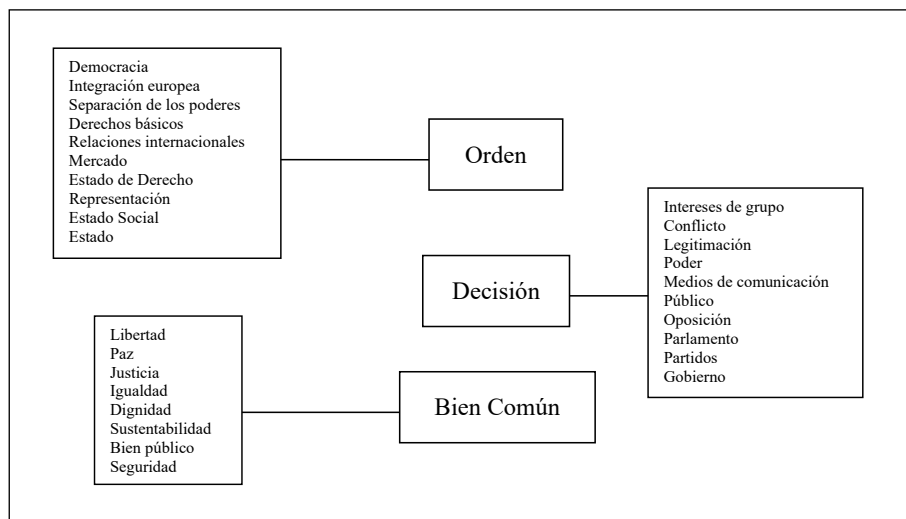 Democracia
Integración europea
Separación de los poderes
Derechos básicos
Relaciones internacionales
Mercado
Estado de Derecho
Representación
Estado Social
Estado
Orden
Intereses de grupo
Conflicto
Legitimación
Poder
Medios de comunicación
Público
Oposición
Parlamento
Partidos
Gobierno
Decisión
Libertad
Paz
Justicia
Igualdad
Dignidad
Sustentabilidad
Bien público
Seguridad
Bien Común